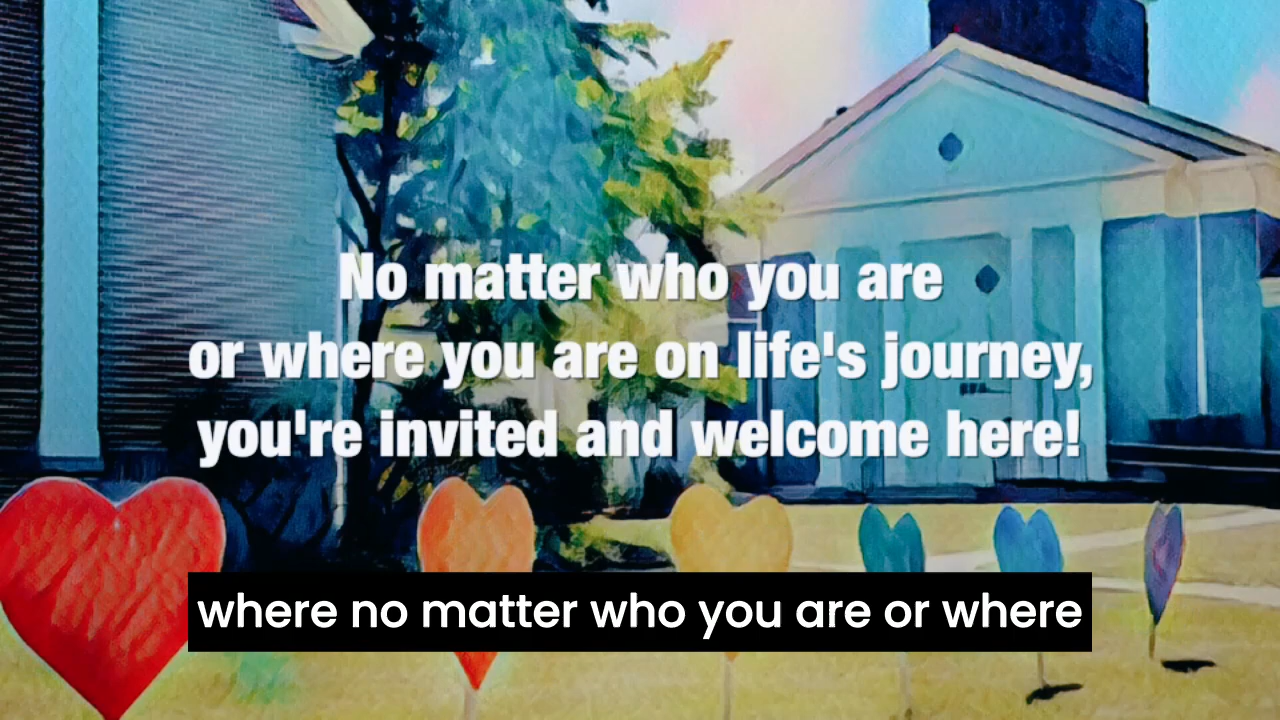 No matter who you are
or where you are on life's journey,
you're invited and welcome here!
where no matter who you are or where